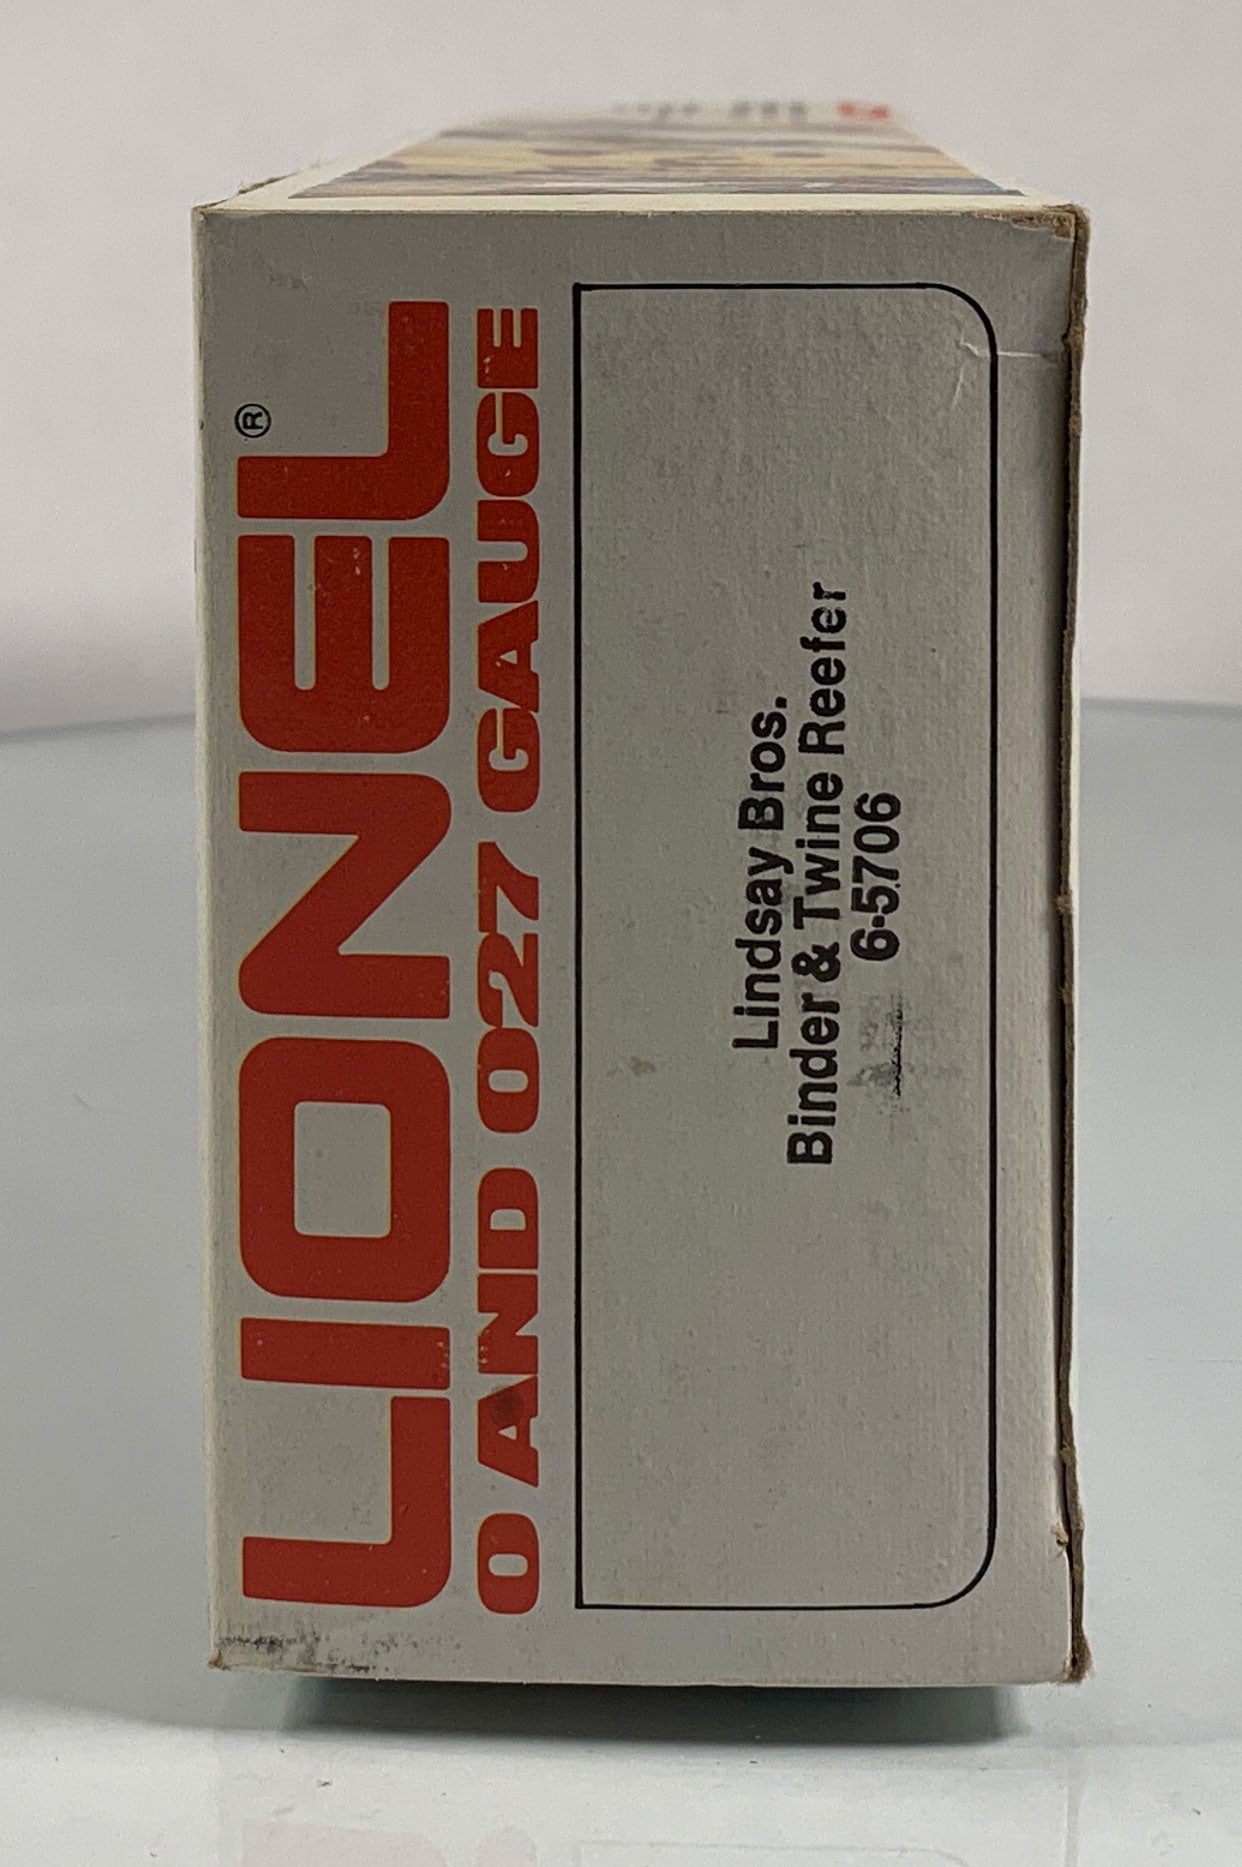 LIONEL®
O AND O27 GAUGE
Lindsay Bros.
Binder & Twine Reefer
6-5706